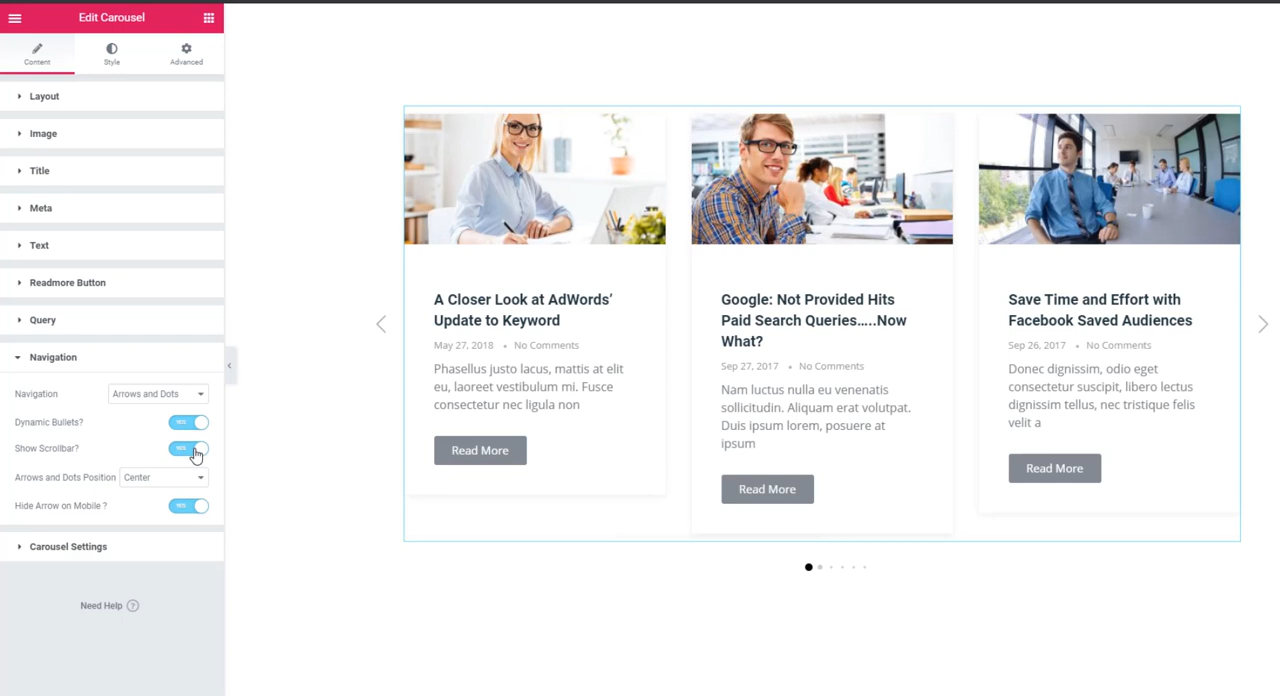 Edit Carousel
Content
Style
Advanced
Layout
Image
Title
Meta
Text
Readmore Button
Query
Navigation
Navigation
Arrows and Dots
Dynamic Bullets?
YES
Show Scrollbar?
YES
Arrows and Dots Position
Center
Hide Arrow on Mobile ?
YES
Carousel Settings
Need Help ?
A Closer Look at AdWords’
Update to Keyword
May 27, 2018 • No Comments
Phasellus justo lacus, mattis at elit
eu, laoreet vestibulum mi. Fusce
consectetur nec ligula non
Read More
Google: Not Provided Hits
Paid Search Queries…..Now
What?
Sep 27, 2017 • No Comments
Nam luctus nulla eu venenatis
sollicitudin. Aliquam erat volutpat.
Duis ipsum lorem, posuere at
ipsum
Read More
Save Time and Effort with
Facebook Saved Audiences
Sep 26, 2017 • No Comments
Donec dignissim, odio eget
consectetur suscipit, libero lectus
dignissim tellus, nec tristique felis
velit a
Read More